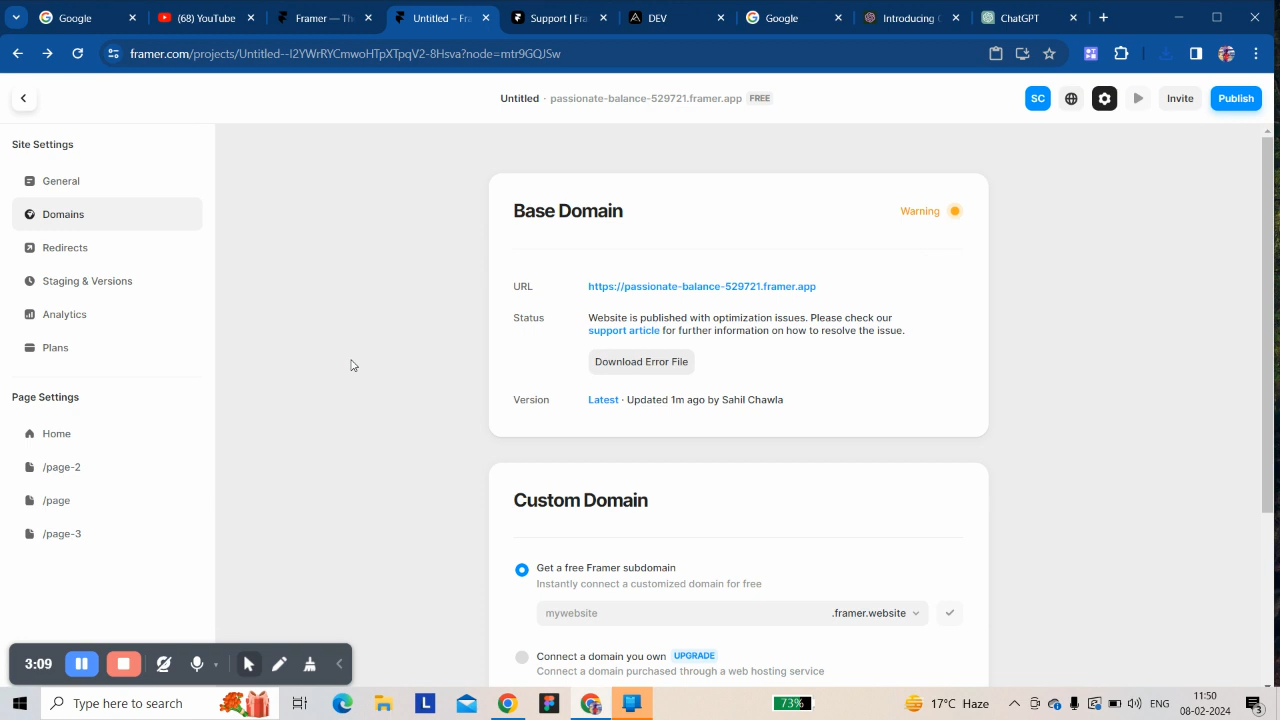 Google
(68) YouTube
Framer — The
Untitled – Fra
Support | Fra
DEV
Google
Introducing C
ChatGPT
framer.com/projects/Untitled--I2YWrRYCmwoHTpXTpqV2-8Hsva?node=mtr9GQJSw
Untitled · passionate-balance-529721.framer.app FREE
SC
Invite
Publish
Site Settings
General
Domains
Redirects
Staging & Versions
Analytics
Plans
Page Settings
Home
/page-2
/page
/page-3
Base Domain
Warning
URL
https://passionate-balance-529721.framer.app
Status
Website is published with optimization issues. Please check our
support article for further information on how to resolve the issue.
Download Error File
Version
Latest · Updated 1m ago by Sahil Chawla
Custom Domain
Get a free Framer subdomain
Instantly connect a customized domain for free
mywebsite
.framer.website
Connect a domain you own UPGRADE
Connect a domain purchased through a web hosting service
3:09
Type here to search
L
73%
17°C Haze
ENG
11:50
08-02-2024
3